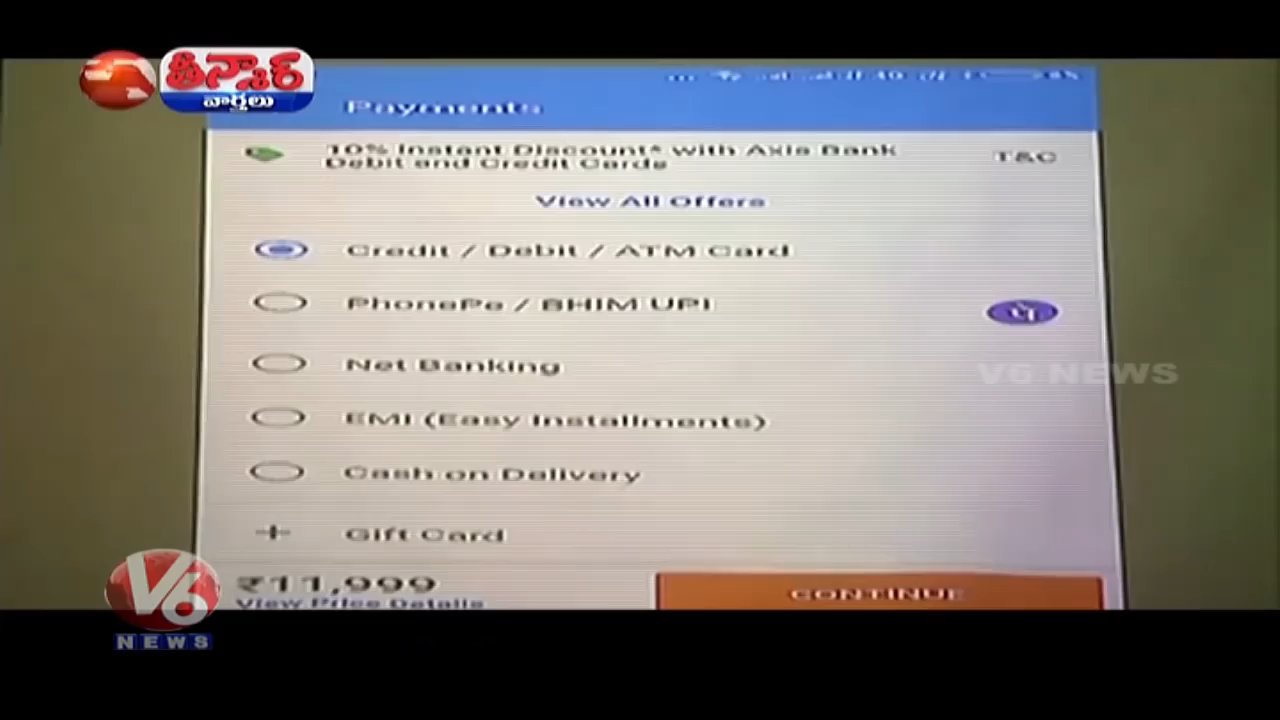 తీన్మార్
వార్తలు
Payments
10% Instant Discount* with Axis Bank
Debit and Credit Cards
T&C
View All Offers
Credit / Debit / ATM Card
PhonePe / BHIM UPI
पे
Net Banking
V6 NEWS
EMI (Easy Installments)
Cash on Delivery
+ Gift Card
₹11,999
View Price Details
CONTINUE
V6
NEWS